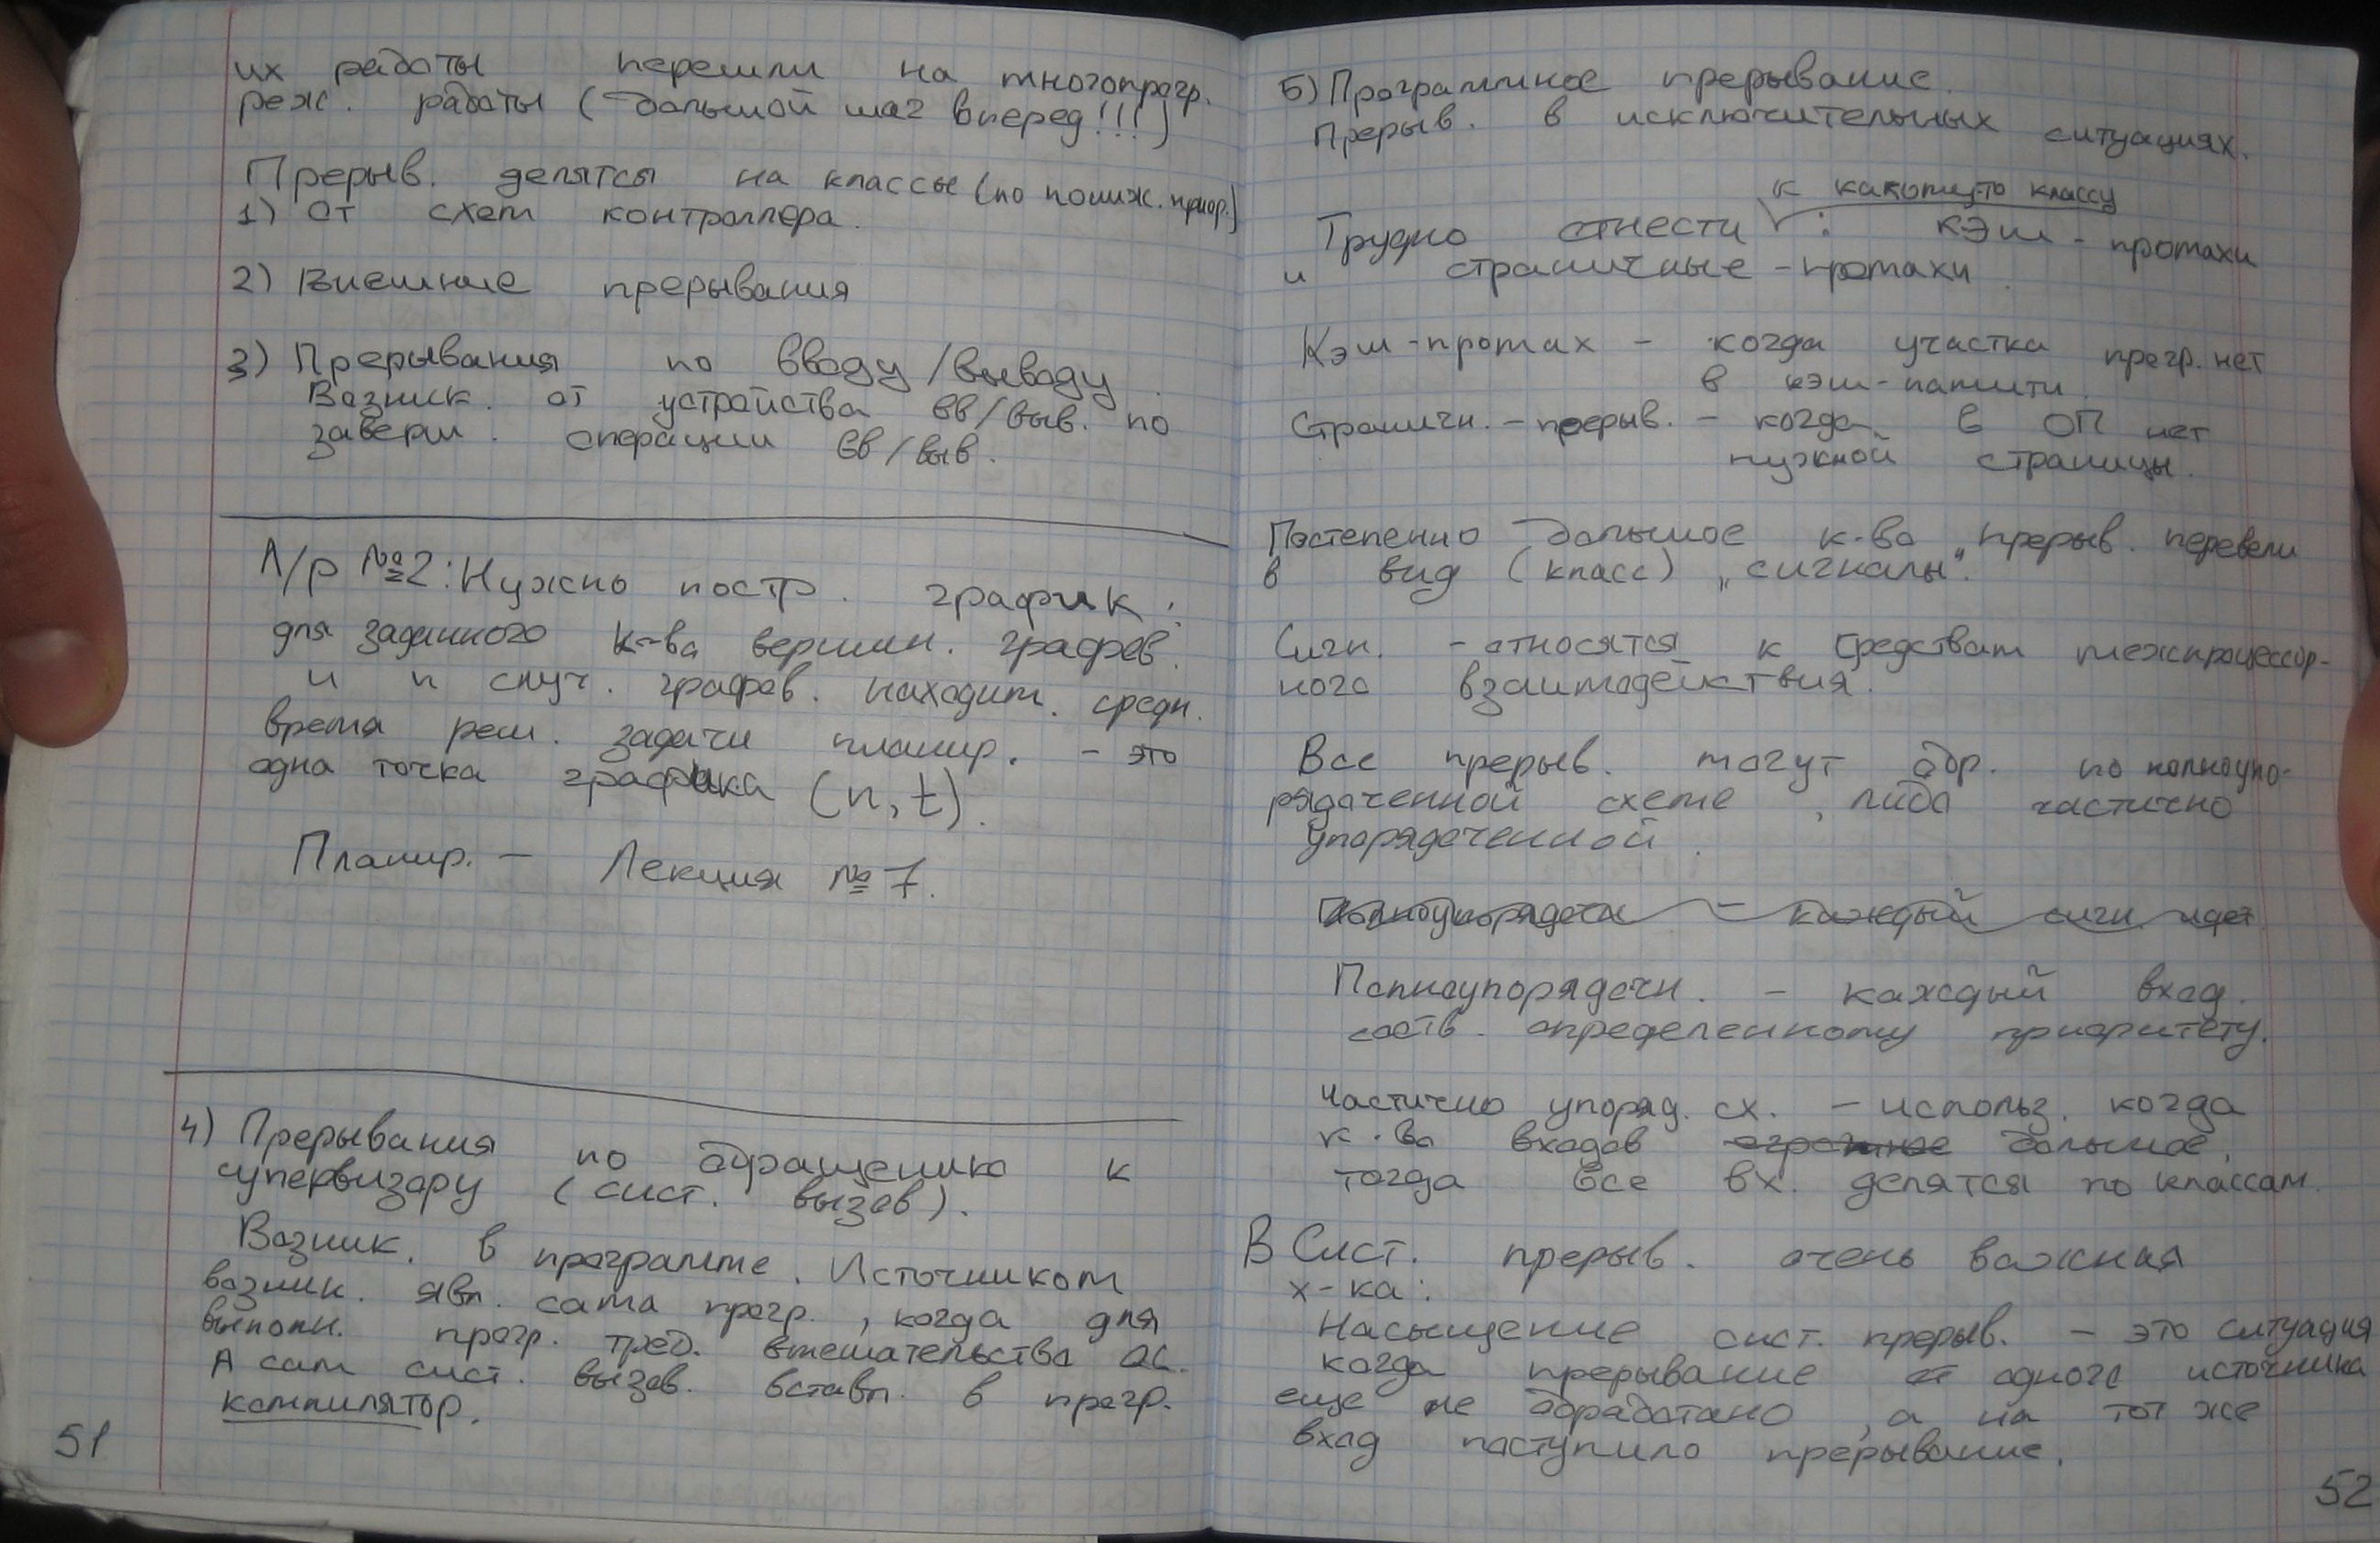 их работы перешли на многопрогр.
реж. работы (большой шаг вперед!!!)
Прерыв. делятся на классы (по пониж. приор.)
1) От схем контроллера.
2) Внешние прерывания
3) Прерывания по вводу/выводу.
Возник. от устройства вв/выв. по
заверш. операции вв/выв.
Л/р №2: Нужно постр. график:
для заданного к-ва вершин. графов.
и n случ. графов. находим. средн.
время реш. задачи планир. - это
одна точка графика (n, t).
Планир. - Лекция №7.
4) Прерывания по обращению к
супервизору (сист. вызов).
Возник. в программе. Источником
возник. явл. сама прогр., когда для
выполн. прогр. треб. вмешательство ОС.
А сам сист. вызов. вставл. в прогр.
компилятор.
51
5) Программное прерывание.
Прерыв. в исключительных ситуациях.
к какому-то классу
Трудно отнести : кэш-промахи
и страничные-промахи.
Кэш-промах - когда участка прогр. нет
в кэш-памяти.
Страничн.-прерыв. - когда в ОП нет
нужной страницы.
Постепенно большое к-во прерыв. перевели
в вид (класс) „сигналы“.
Сигн. - относятся к средствам межпроцессор-
ного взаимодействия.
Все прерыв. могут обр. по полноупо-
рядоченной схеме, либо частично
упорядоченной.
Полноупорядочн - каждый сигн. идет
Полноупорядочн. - каждый вход.
соотв. определенному приоритету.
Частично упоряд. сх. - использ. когда
к-во входов огромное большое,
тогда все вх. делятся по классам.
В Сист. прерыв. очень важная
х-ка:
Насыщение сист. прерыв. - это ситуация
когда прерывание от одного источника
еще не обработано, а на тот же
вход поступило прерывание.
52